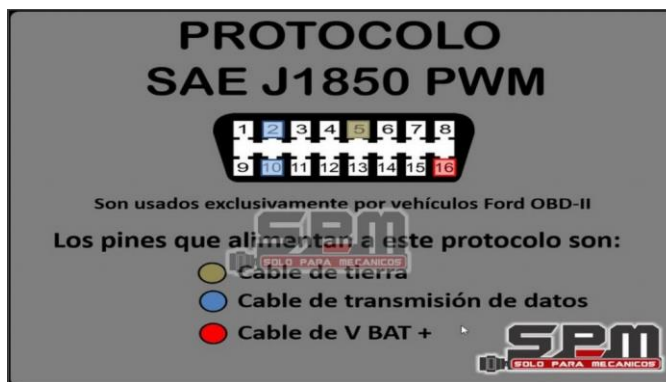 PROTOCOLO
SAE J1850 PWM
1 2 3 4 5 6 7 8
9 10 11 12 13 14 15 16
Son usados exclusivamente por vehículos Ford OBD-II
SPM
Los pines que alimentan a este protocolo son:
SOLO PARA MECANICOS
Cable de tierra
Cable de transmisión de datos
Cable de V BAT +
SPM
SOLO PARA MECANICOS